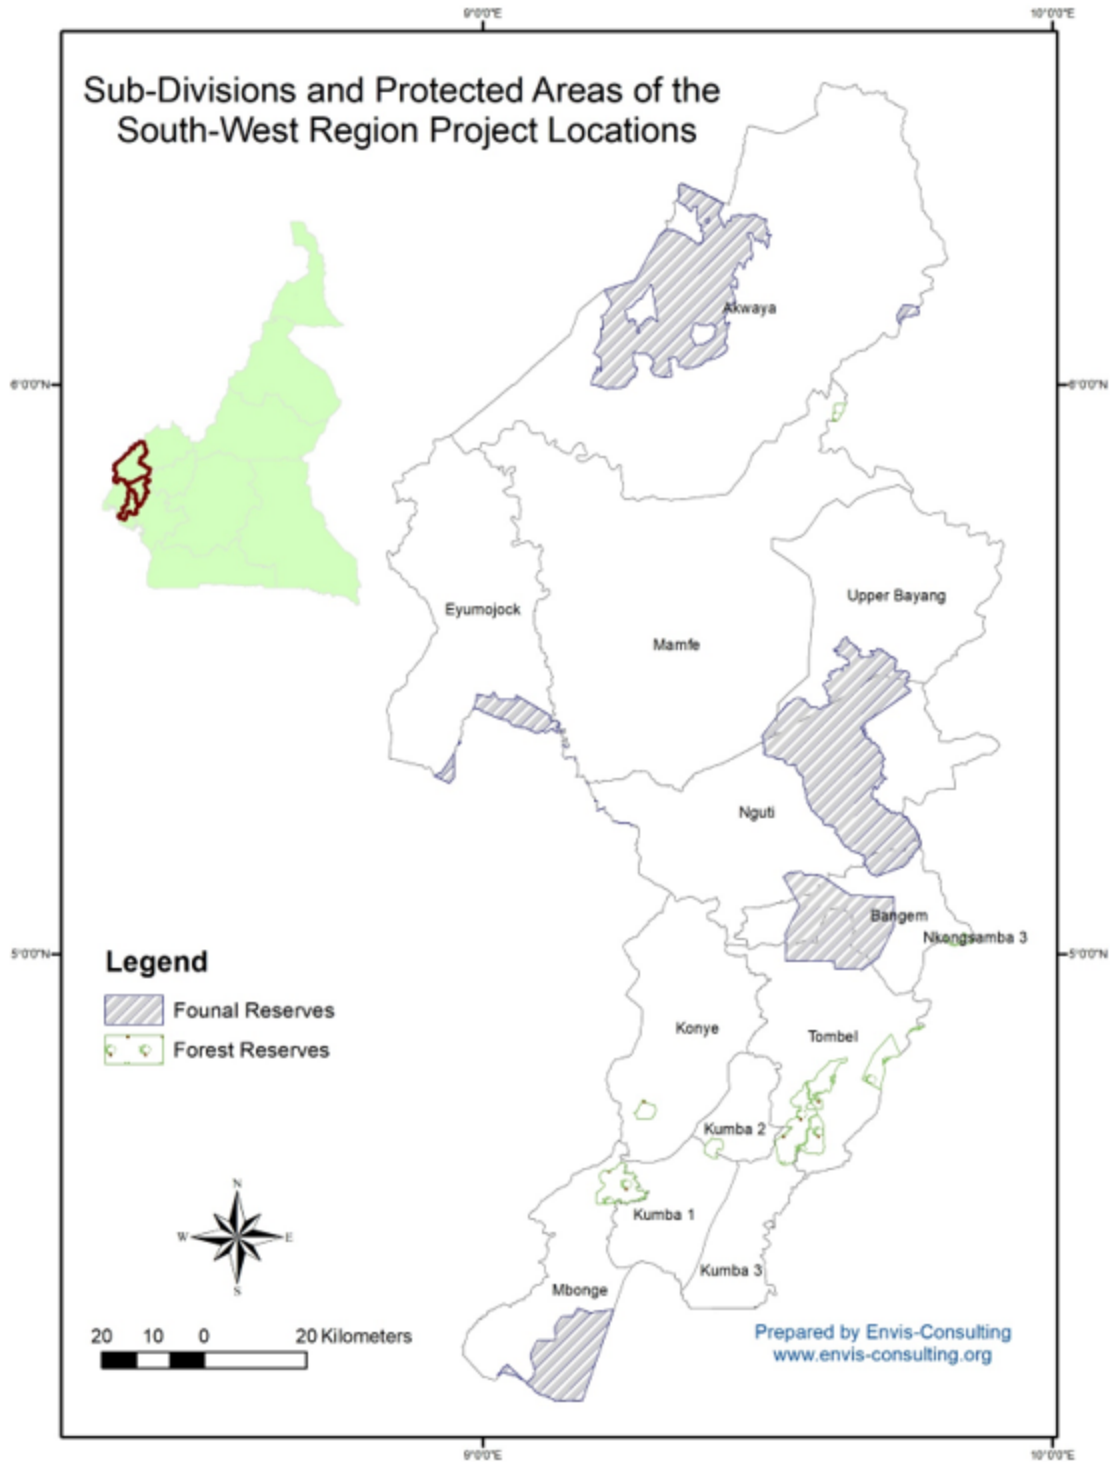 9°0'0"E 10°0'0"E
Sub-Divisions and Protected Areas of the
South-West Region Project Locations
Akwaya
6°0'0"N 6°0'0"N
Upper Bayang
Eyumojock
Mamfe
Nguti
Bangem
Nkongsamba 3
5°0'0"N 5°0'0"N
Legend
Founal Reserves
Forest Reserves
Konye
Tombel
Kumba 2
N
Kumba 1
W E
Kumba 3
S
Mbonge
20 10 0 20 Kilometers
Prepared by Envis-Consulting
www.envis-consulting.org
9°0'0"E 10°0'0"E